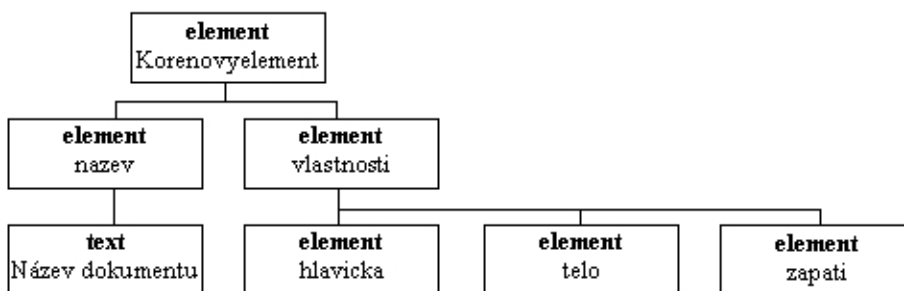 element
Korenovyelement
element
nazev
element
vlastnosti
text
Název dokumentu
element
hlavicka
element
telo
element
zapati